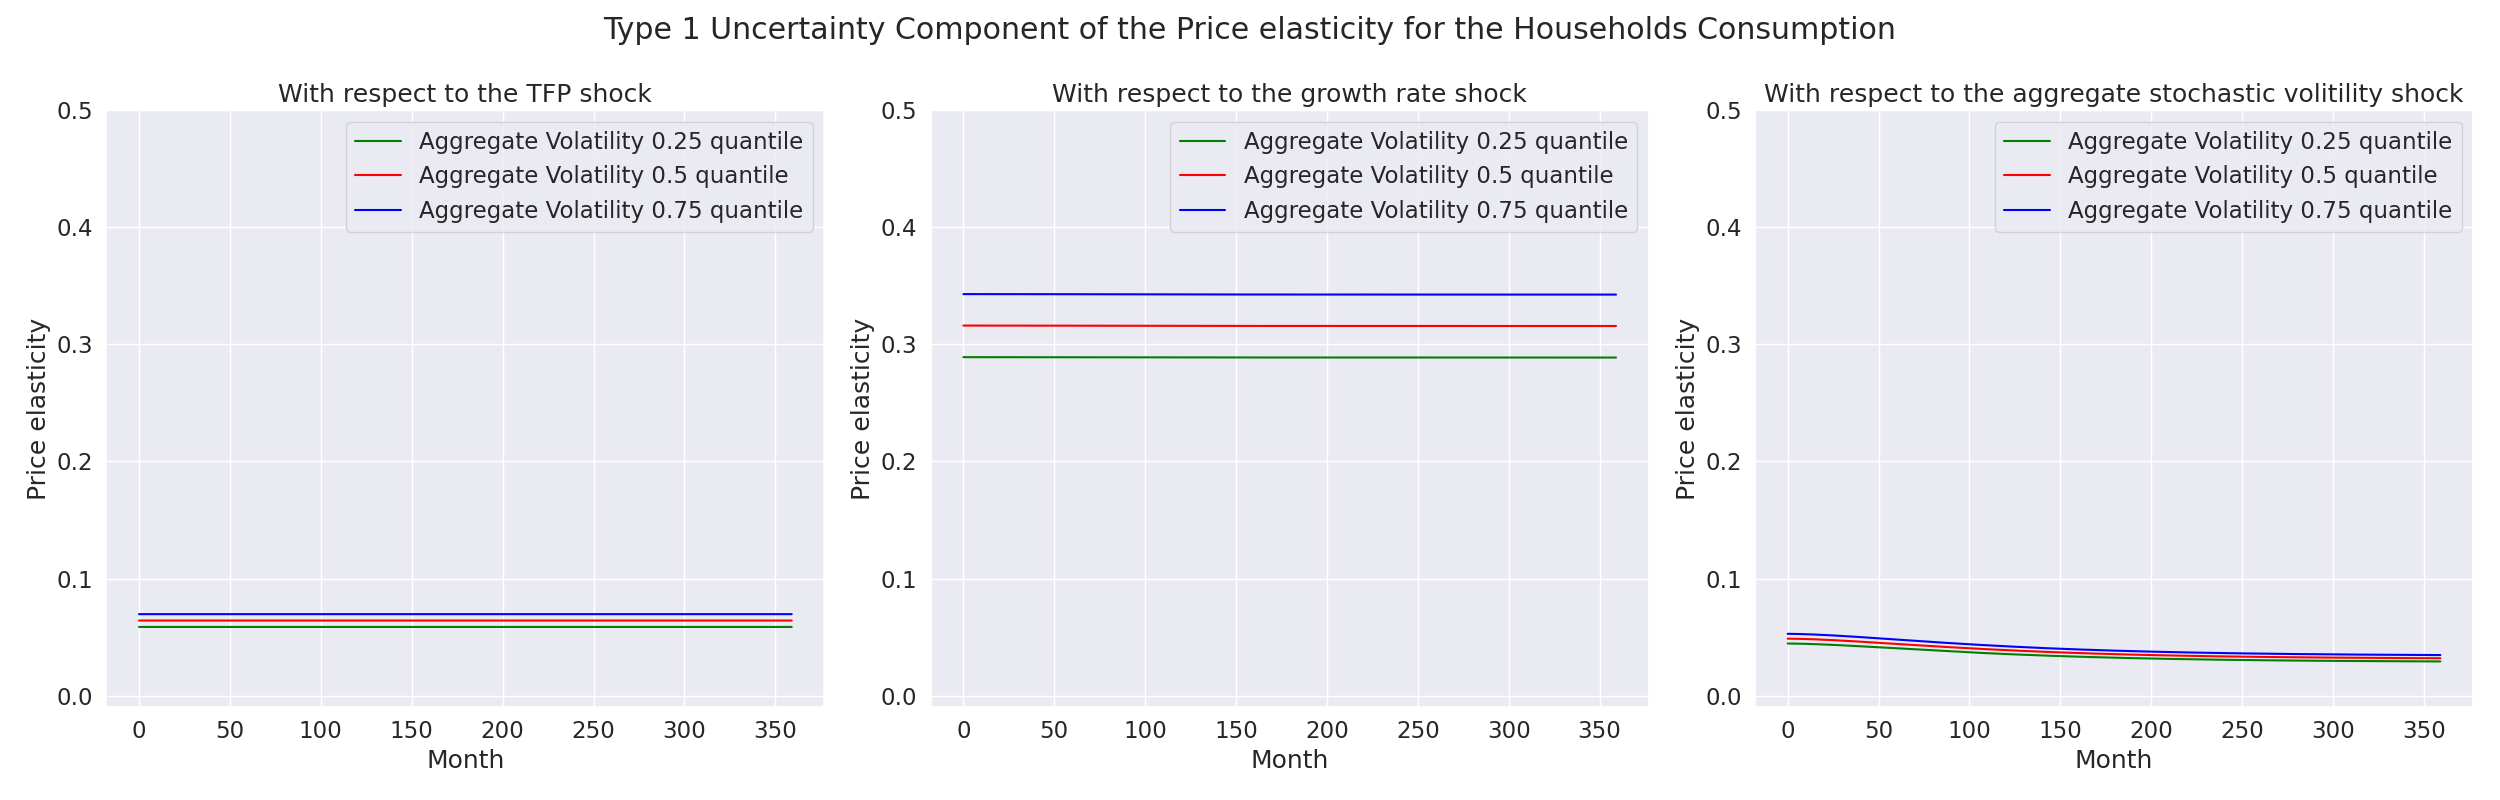 Type 1 Uncertainty Component of the Price elasticity for the Households Consumption
With respect to the TFP shock
0.5
0.4
0.3
0.2
0.1
0.0
Price elasticity
Aggregate Volatility 0.25 quantile
Aggregate Volatility 0.5 quantile
Aggregate Volatility 0.75 quantile
0 50 100 150 200 250 300 350
Month
With respect to the growth rate shock
0.5
0.4
0.3
0.2
0.1
0.0
Price elasticity
Aggregate Volatility 0.25 quantile
Aggregate Volatility 0.5 quantile
Aggregate Volatility 0.75 quantile
0 50 100 150 200 250 300 350
Month
With respect to the aggregate stochastic volitility shock
0.5
0.4
0.3
0.2
0.1
0.0
Price elasticity
Aggregate Volatility 0.25 quantile
Aggregate Volatility 0.5 quantile
Aggregate Volatility 0.75 quantile
0 50 100 150 200 250 300 350
Month